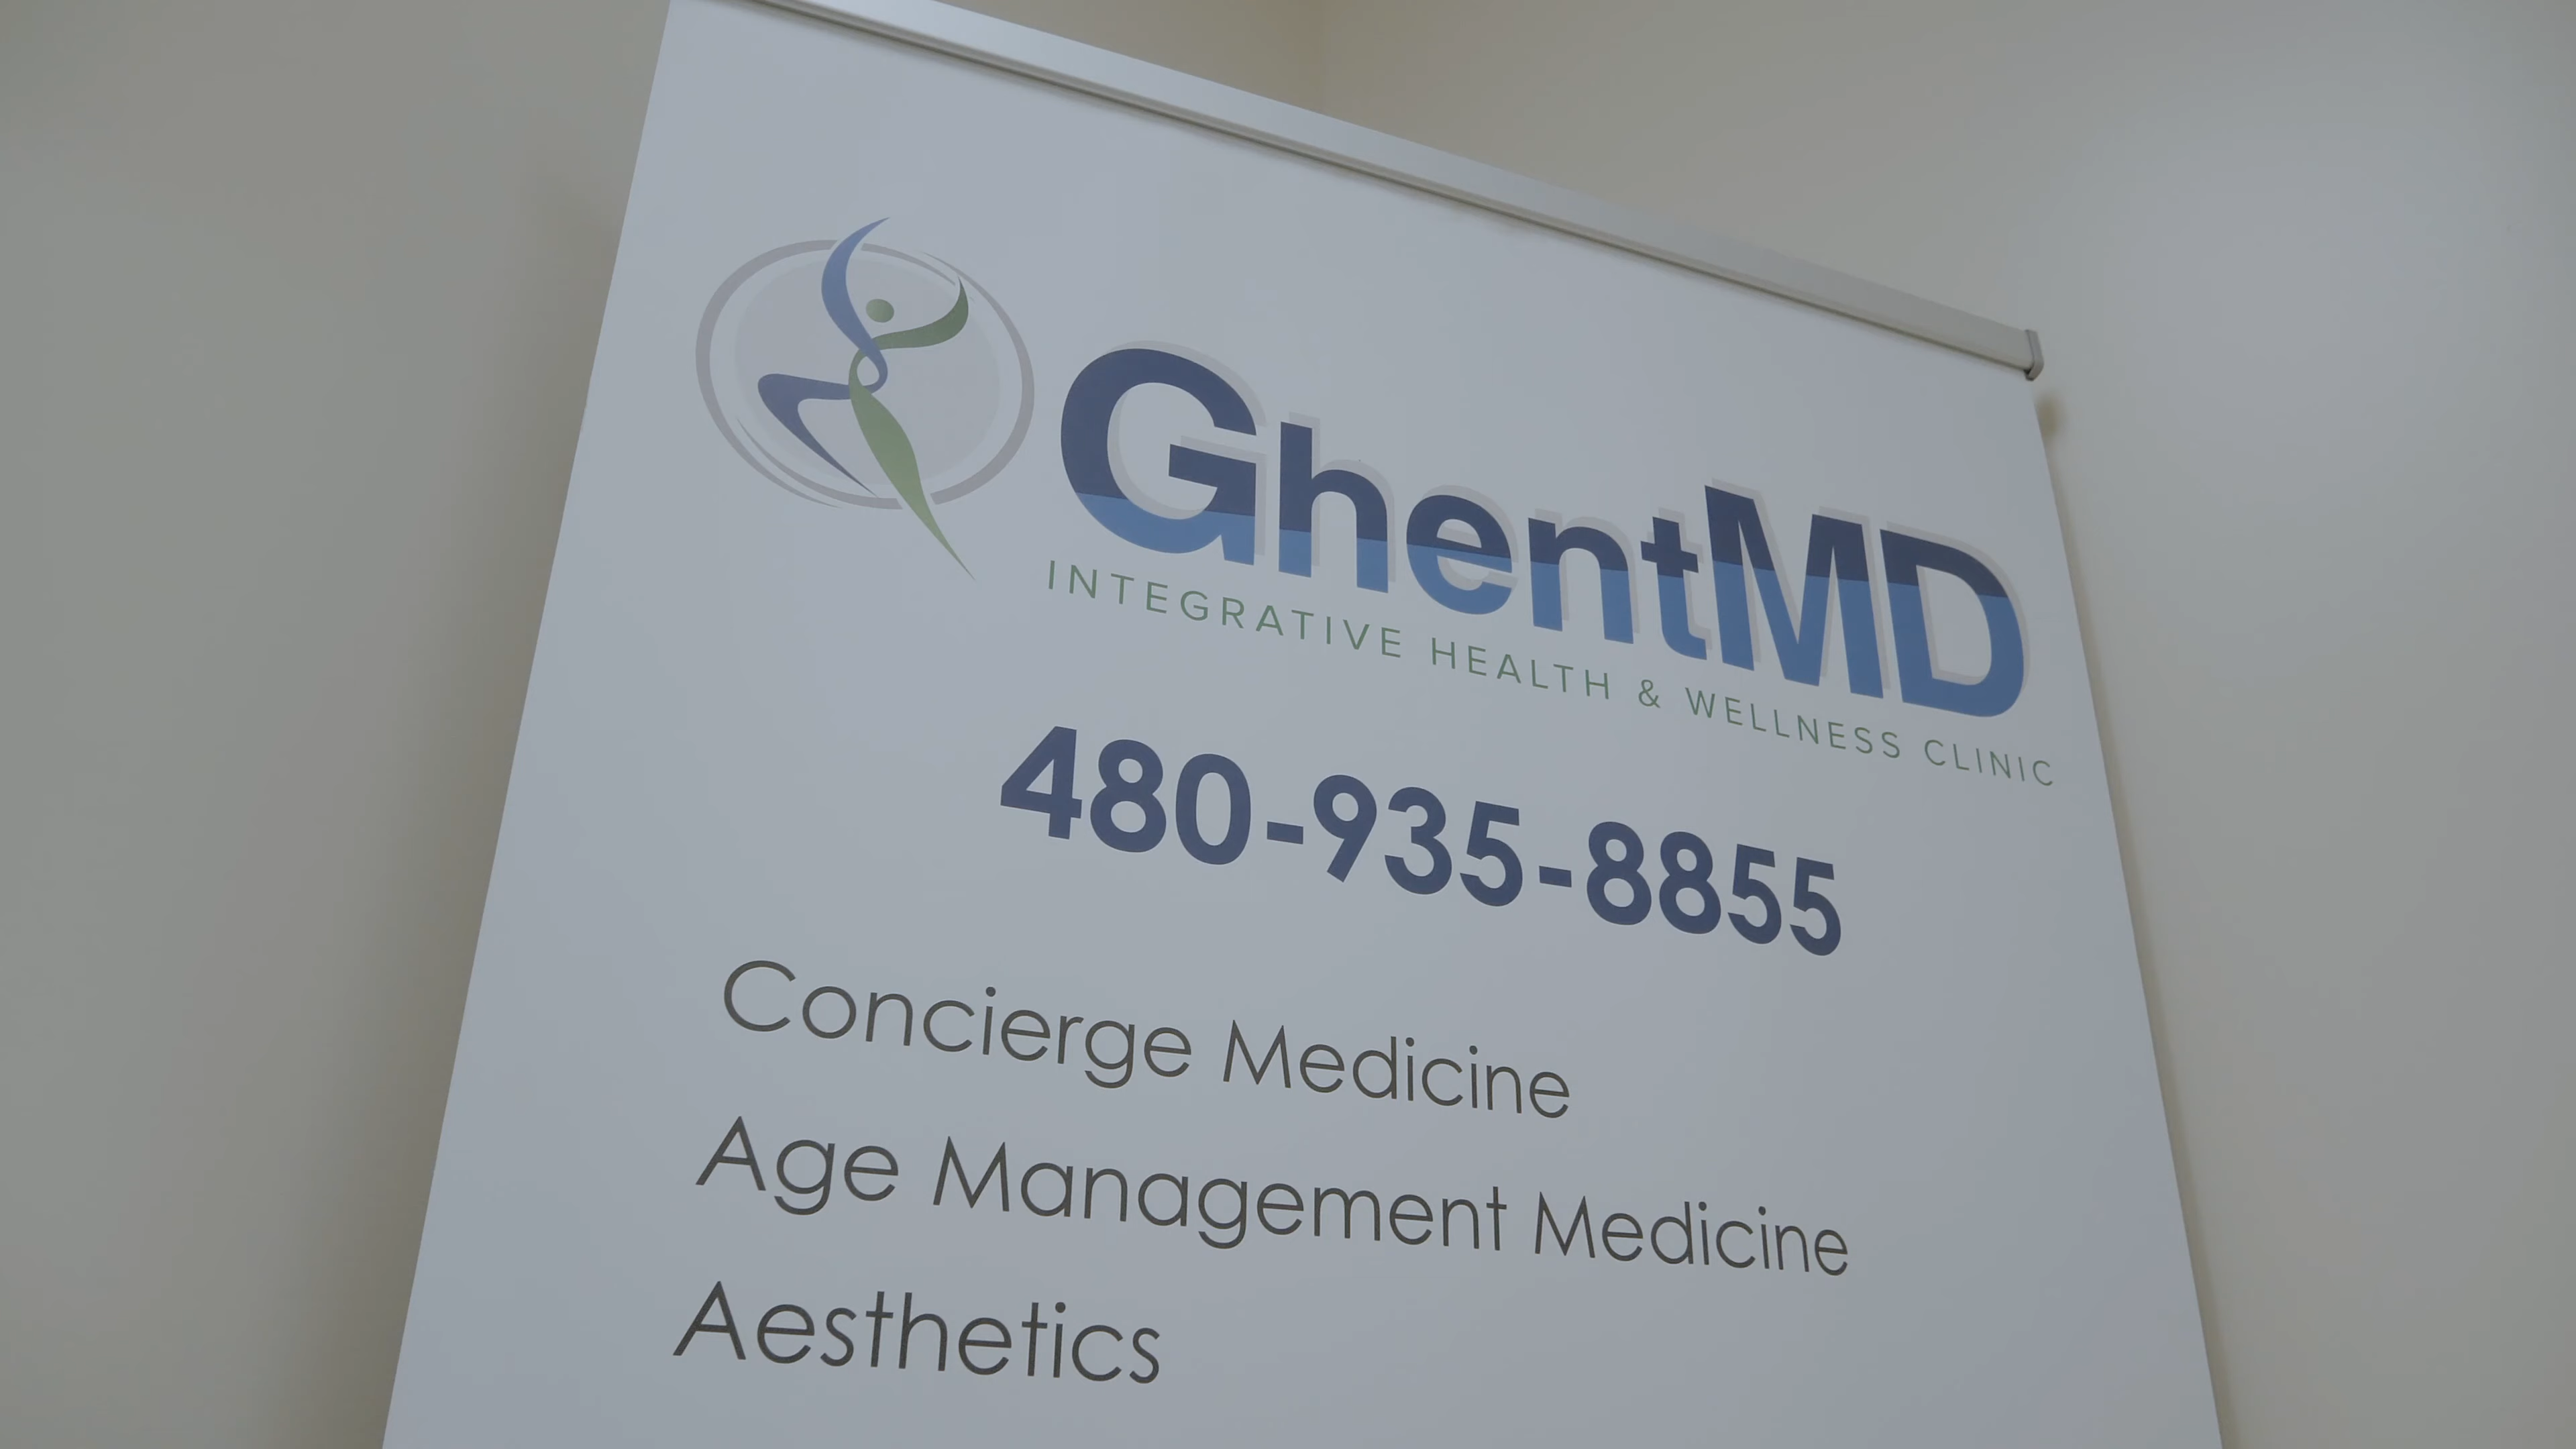 GhentMD
INTEGRATIVE HEALTH & WELLNESS CLINIC
480-935-8855
Concierge Medicine
Age Management Medicine
Aesthetics